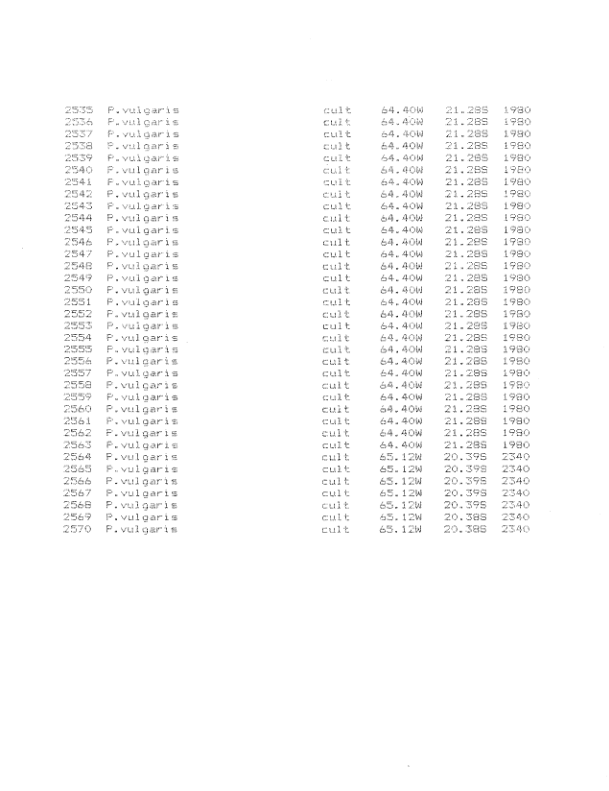 2535 P.vulgaris cult 64.40W 21.28S 1980
2536 P.vulgaris cult 64.40W 21.28S 1980
2537 P.vulgaris cult 64.40W 21.28S 1980
2538 P.vulgaris cult 64.40W 21.28S 1980
2539 P.vulgaris cult 64.40W 21.28S 1980
2540 P.vulgaris cult 64.40W 21.28S 1980
2541 P.vulgaris cult 64.40W 21.28S 1980
2542 P.vulgaris cult 64.40W 21.28S 1980
2543 P.vulgaris cult 64.40W 21.28S 1980
2544 P.vulgaris cult 64.40W 21.28S 1980
2545 P.vulgaris cult 64.40W 21.28S 1980
2546 P.vulgaris cult 64.40W 21.28S 1980
2547 P.vulgaris cult 64.40W 21.28S 1980
2548 P.vulgaris cult 64.40W 21.28S 1980
2549 P.vulgaris cult 64.40W 21.28S 1980
2550 P.vulgaris cult 64.40W 21.28S 1980
2551 P.vulgaris cult 64.40W 21.28S 1980
2552 P.vulgaris cult 64.40W 21.28S 1980
2553 P.vulgaris cult 64.40W 21.28S 1980
2554 P.vulgaris cult 64.40W 21.28S 1980
2555 P.vulgaris cult 64.40W 21.28S 1980
2556 P.vulgaris cult 64.40W 21.28S 1980
2557 P.vulgaris cult 64.40W 21.28S 1980
2558 P.vulgaris cult 64.40W 21.28S 1980
2559 P.vulgaris cult 64.40W 21.28S 1980
2560 P.vulgaris cult 64.40W 21.28S 1980
2561 P.vulgaris cult 64.40W 21.28S 1980
2562 P.vulgaris cult 64.40W 21.28S 1980
2563 P.vulgaris cult 64.40W 21.28S 1980
2564 P.vulgaris cult 65.12W 20.39S 2340
2565 P.vulgaris cult 65.12W 20.39S 2340
2566 P.vulgaris cult 65.12W 20.39S 2340
2567 P.vulgaris cult 65.12W 20.39S 2340
2568 P.vulgaris cult 65.12W 20.38S 2340
2569 P.vulgaris cult 65.12W 20.38S 2340
2570 P.vulgaris cult 65.12W 20.38S 2340